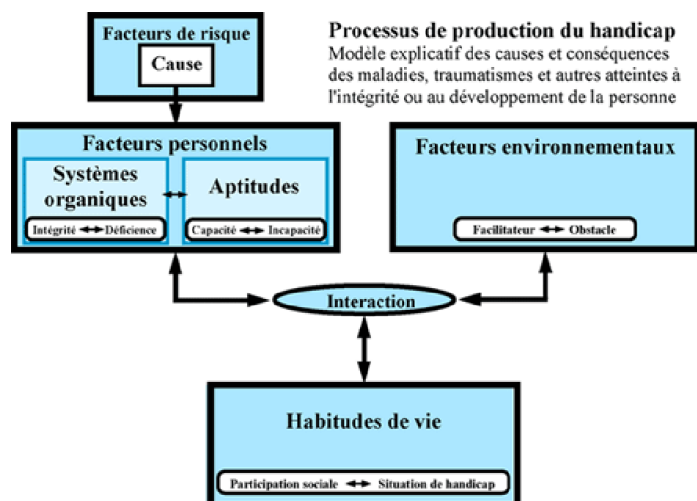 Facteurs de risque
Cause
Processus de production du handicap
Modèle explicatif des causes et conséquences
des maladies, traumatismes et autres atteintes à
l'intégrité ou au développement de la personne
Facteurs personnels
Systèmes
organiques
Intégrité Déficience
Aptitudes
Capacité Incapacité
Facteurs environnementaux
Facilitateur Obstacle
Interaction
Habitudes de vie
Participation sociale Situation de handicap